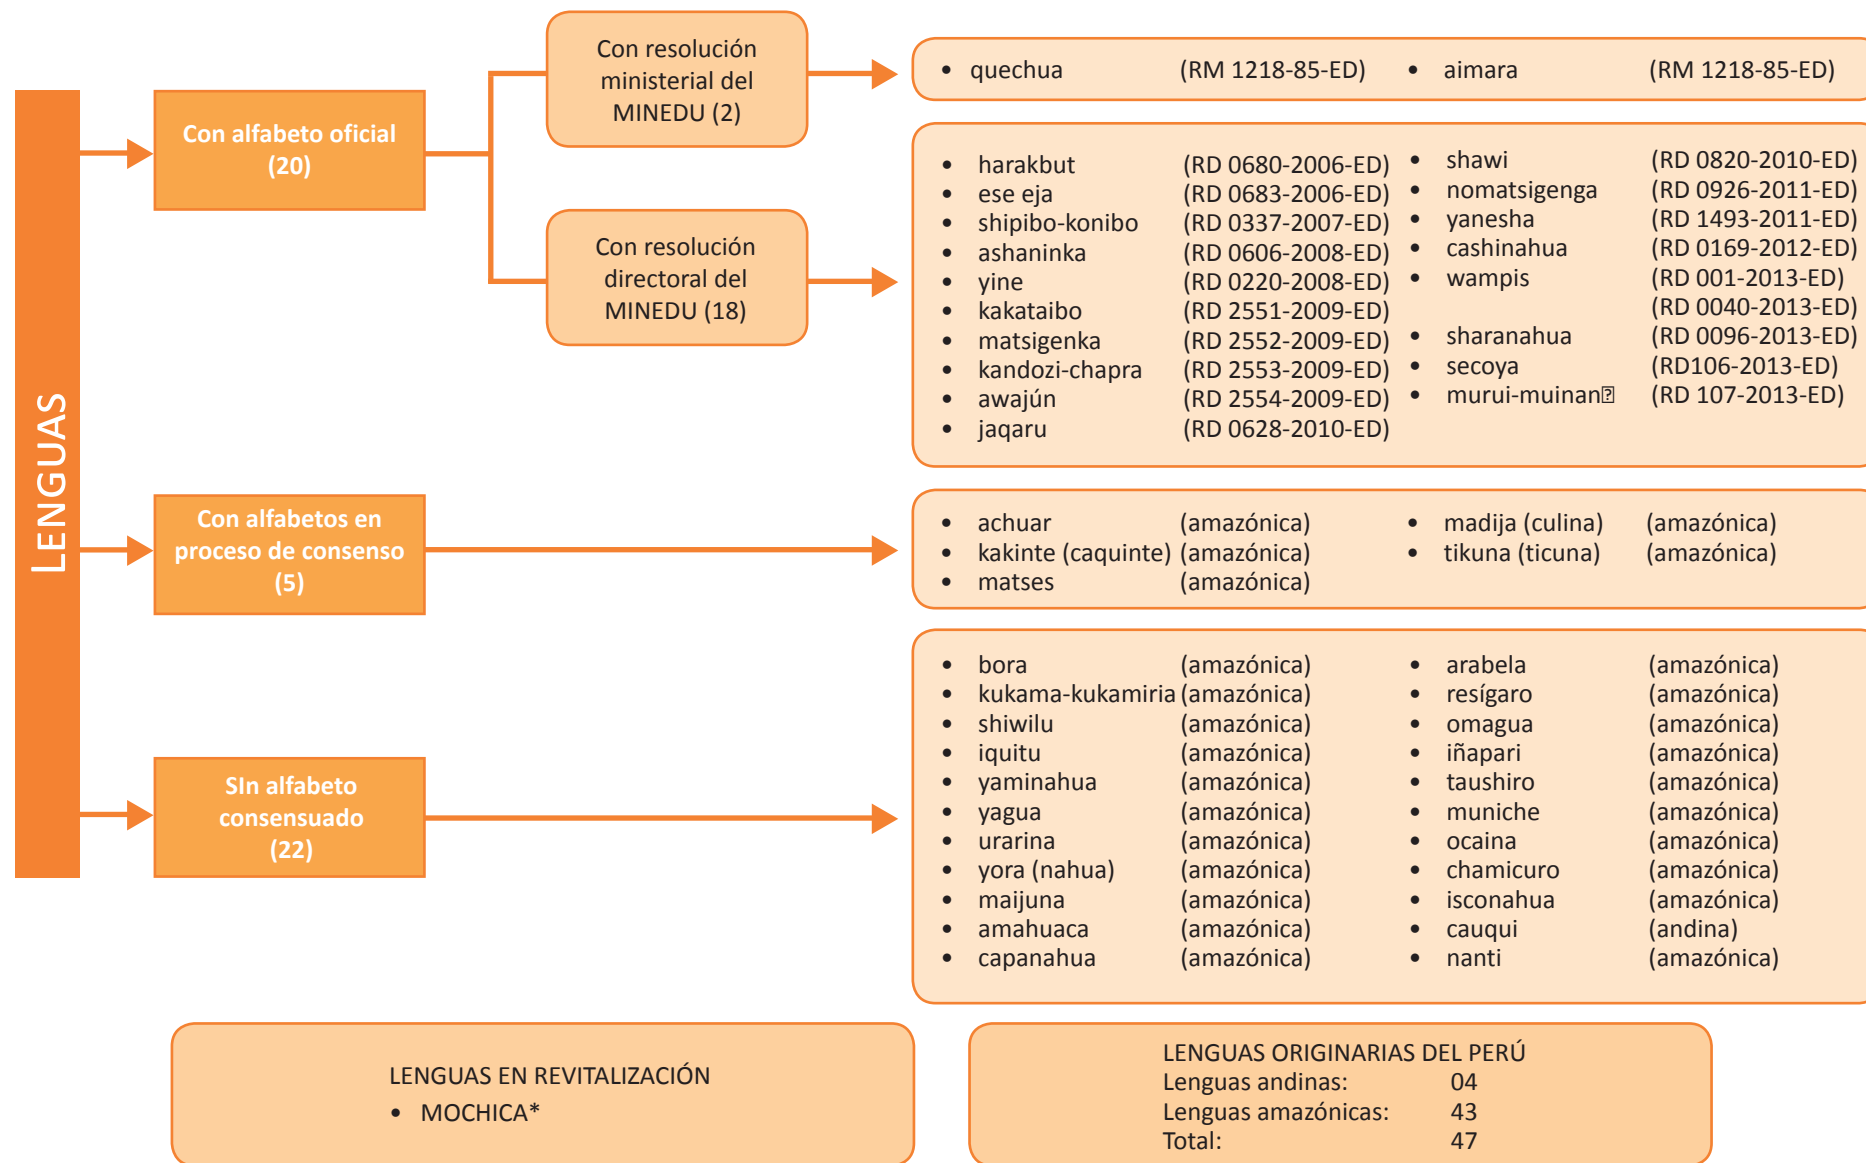 LENGUAS
Con alfabeto oficial
(20)
Con resolución
ministerial del
MINEDU (2)
• quechua (RM 1218-85-ED) • aimara (RM 1218-85-ED)
Con resolución
directoral del
MINEDU (18)
• harakbut (RD 0680-2006-ED)
• ese eja (RD 0683-2006-ED)
• shipibo-konibo (RD 0337-2007-ED)
• ashaninka (RD 0606-2008-ED)
• yine (RD 0220-2008-ED)
• kakataibo (RD 2551-2009-ED)
• matsigenka (RD 2552-2009-ED)
• kandozi-chapra (RD 2553-2009-ED)
• awajún (RD 2554-2009-ED)
• jaqaru (RD 0628-2010-ED)
• shawi (RD 0820-2010-ED)
• nomatsigenga (RD 0926-2011-ED)
• yanesha (RD 1493-2011-ED)
• cashinahua (RD 0169-2012-ED)
• wampis (RD 001-2013-ED)
(RD 0040-2013-ED)
• sharanahua (RD 0096-2013-ED)
• secoya (RD106-2013-ED)
• murui-muinan⍰ (RD 107-2013-ED)
Con alfabetos en
proceso de consenso
(5)
• achuar (amazónica)
• kakinte (caquinte) (amazónica)
• matses (amazónica)
• madija (culina) (amazónica)
• tikuna (ticuna) (amazónica)
SIn alfabeto
consensuado
(22)
• bora (amazónica)
• kukama-kukamiria (amazónica)
• shiwilu (amazónica)
• iquitu (amazónica)
• yaminahua (amazónica)
• yagua (amazónica)
• urarina (amazónica)
• yora (nahua) (amazónica)
• maijuna (amazónica)
• amahuaca (amazónica)
• capanahua (amazónica)
• arabela (amazónica)
• resígaro (amazónica)
• omagua (amazónica)
• iñapari (amazónica)
• taushiro (amazónica)
• muniche (amazónica)
• ocaina (amazónica)
• chamicuro (amazónica)
• isconahua (amazónica)
• cauqui (andina)
• nanti (amazónica)
LENGUAS EN REVITALIZACIÓN
• MOCHICA*
LENGUAS ORIGINARIAS DEL PERÚ
Lenguas andinas: 04
Lenguas amazónicas: 43
Total: 47